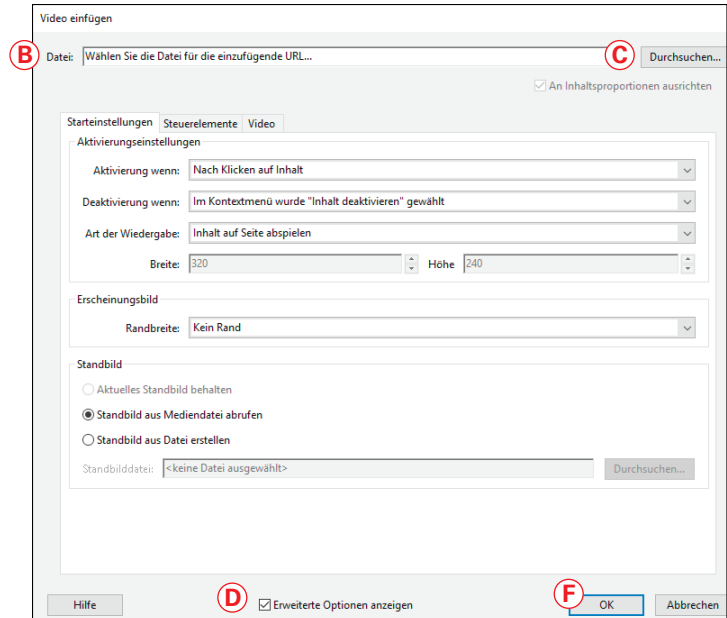 Video einfügen
B Datei: Wählen Sie die Datei für die einzufügende URL... C Durchsuchen...
An Inhaltsproportionen ausrichten
Starteinstellungen Steuerelemente Video
Aktivierungseinstellungen
Aktivierung wenn: Nach Klicken auf Inhalt
Deaktivierung wenn: Im Kontextmenü wurde "Inhalt deaktivieren" gewählt
Art der Wiedergabe: Inhalt auf Seite abspielen
Breite: 320 Höhe 240
Erscheinungsbild
Randbreite: Kein Rand
Standbild
Aktuelles Standbild behalten
Standbild aus Mediendatei abrufen
Standbild aus Datei erstellen
Standbilddatei: <keine Datei ausgewählt> Durchsuchen...
Hilfe D Erweiterte Optionen anzeigen F OK Abbrechen